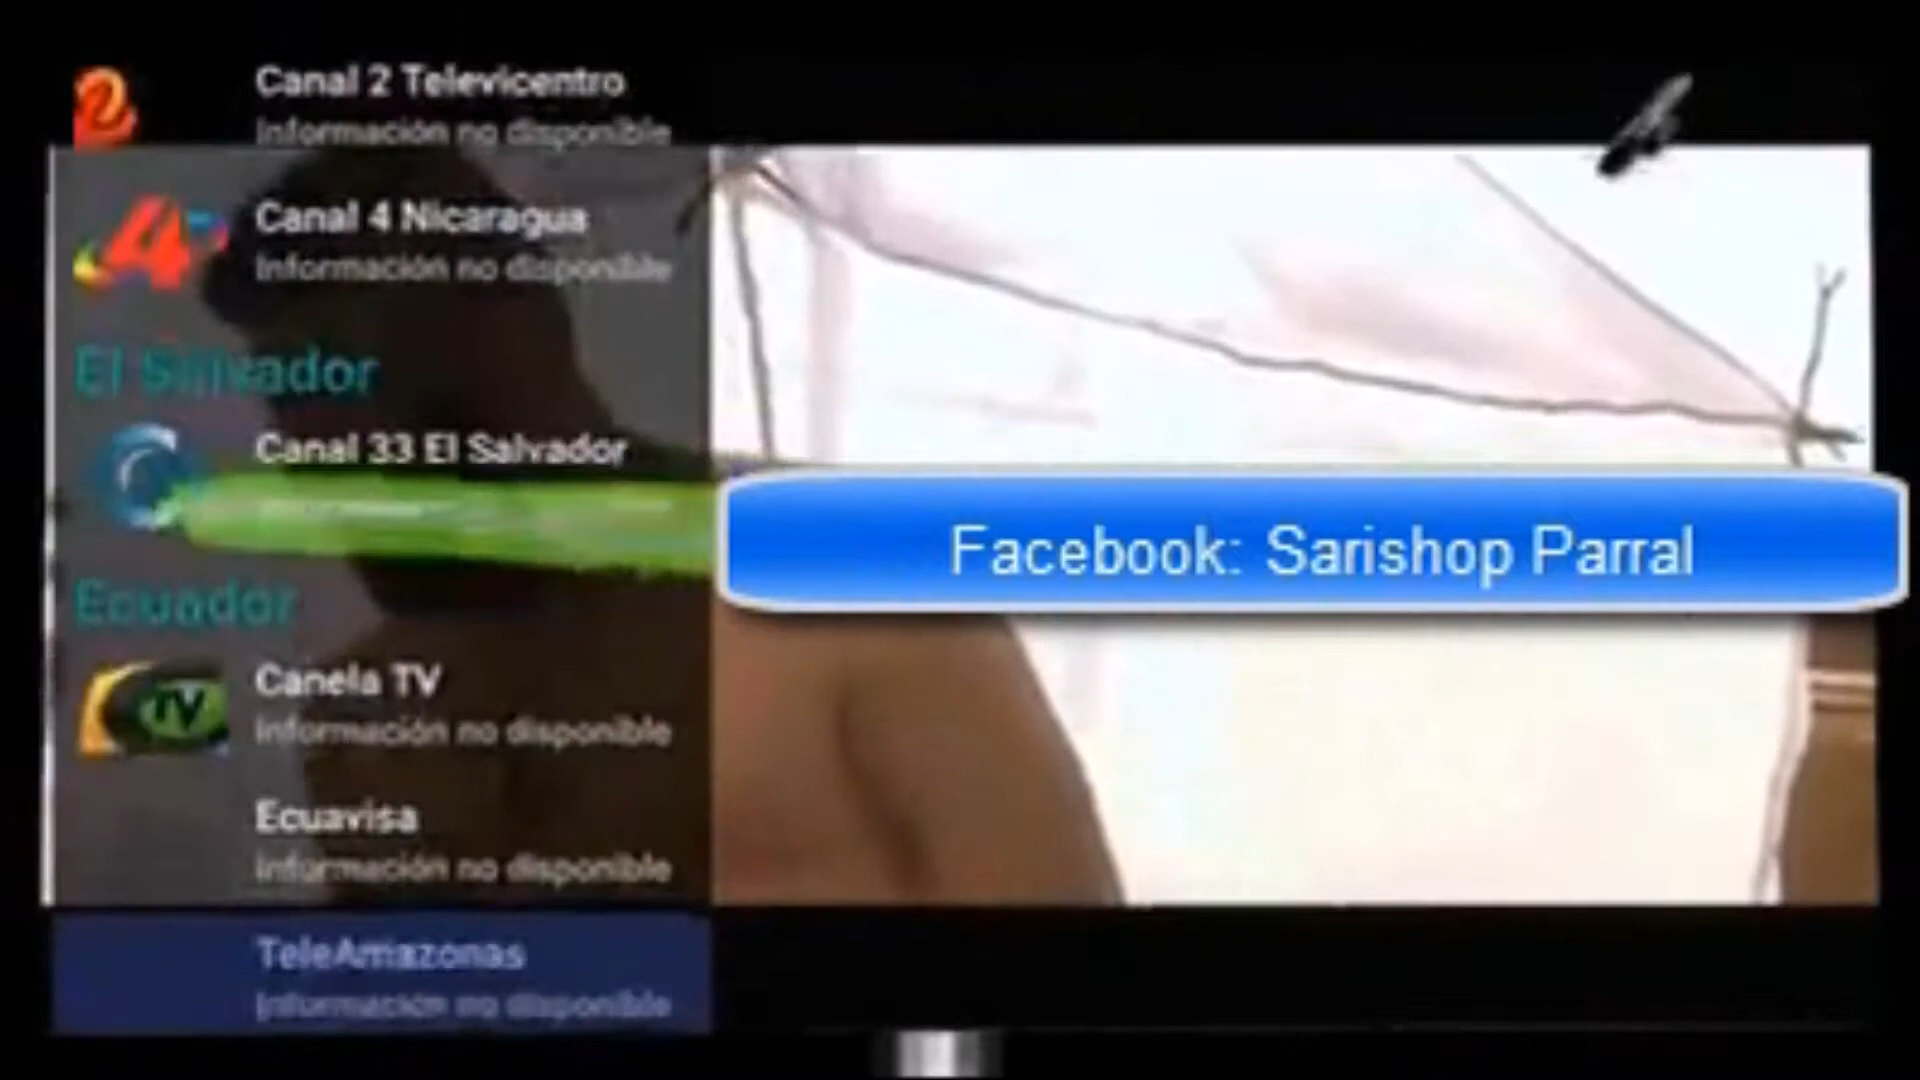 Canal 2 Televicentro
Información no disponible
Canal 4 Nicaragua
Información no disponible
El Salvador
Canal 33 El Salvador
Facebook: Sarishop Parral
Ecuador
Canela TV
Información no disponible
Ecuavisa
Información no disponible
TeleAmazonas
Información no disponible